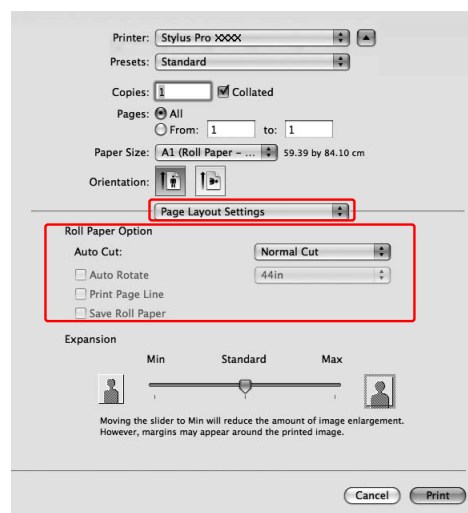 Printer: Stylus Pro XXXX
Presets: Standard
Copies: 1 Collated
Pages: All
From: 1 to: 1
Paper Size: A1 (Roll Paper – ... 59.39 by 84.10 cm
Orientation:
Page Layout Settings
Roll Paper Option
Auto Cut: Normal Cut
Auto Rotate 44in
Print Page Line
Save Roll Paper
Expansion
Min Standard Max
Moving the slider to Min will reduce the amount of image enlargement.
However, margins may appear around the printed image.
Cancel Print